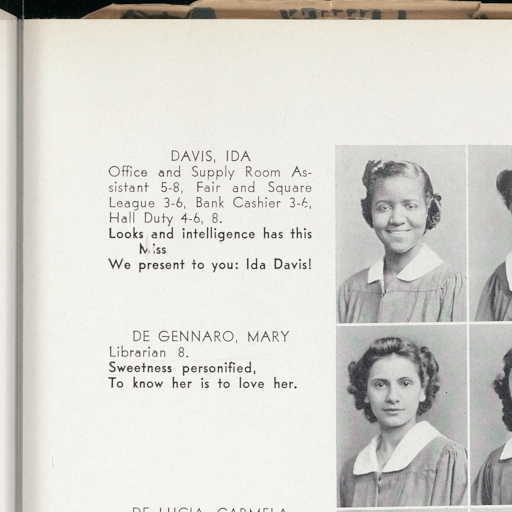 DAVIS, IDA
Office and Supply Room As-
sistant 5-8, Fair and Square
League 3-6, Bank Cashier 3-6,
Hall Duty 4-6, 8.
Looks and intelligence has this
Miss
We present to you: Ida Davis!
DE GENNARO, MARY
Librarian 8.
Sweetness personified,
To know her is to love her.
DE LUCIA, CARMELA